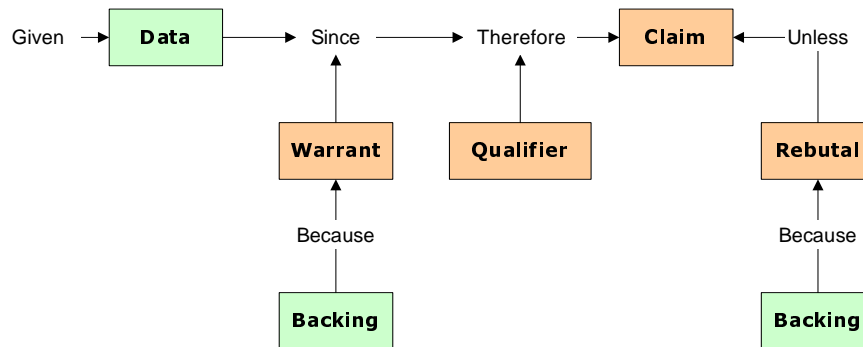 Given Data Since Therefore Claim Unless
Warrant Qualifier Rebutal
Because Because
Backing Backing